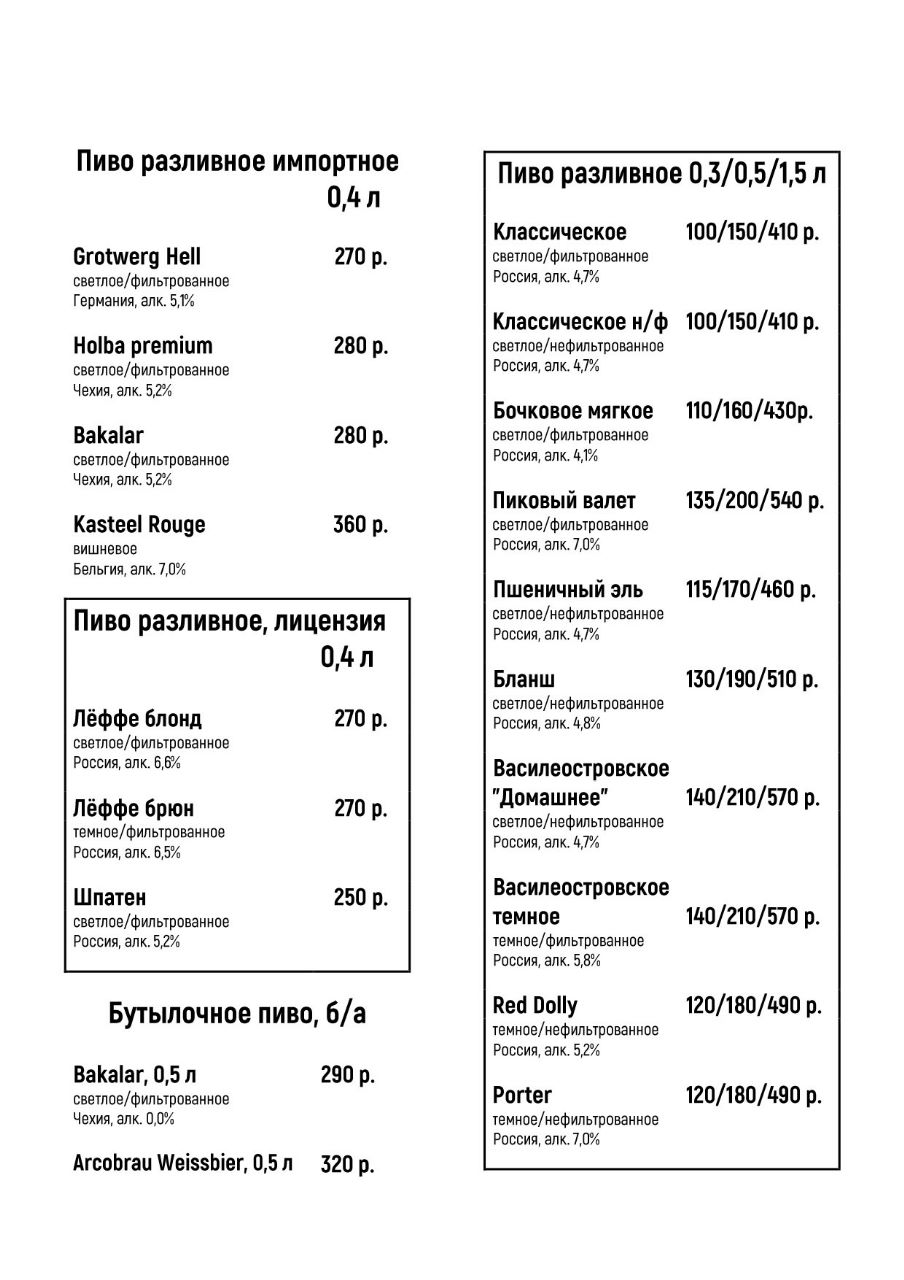 Пиво разливное импортное
0,4 л
Grotwerg Hell 270 р.
светлое/фильтрованное
Германия, алк. 5,1%
Holba premium 280 р.
светлое/фильтрованное
Чехия, алк. 5,2%
Bakalar 280 р.
светлое/фильтрованное
Чехия, алк. 5,2%
Kasteel Rouge 360 р.
вишневое
Бельгия, алк. 7,0%
Пиво разливное, лицензия
0,4 л
Лёффе блонд 270 р.
светлое/фильтрованное
Россия, алк. 6,6%
Лёффе брюн 270 р.
темное/фильтрованное
Россия, алк. 6,5%
Шпатен 250 р.
светлое/фильтрованное
Россия, алк. 5,2%
Бутылочное пиво, б/а
Bakalar, 0,5 л 290 р.
светлое/фильтрованное
Чехия, алк. 0,0%
Arcobrau Weissbier, 0,5 л 320 р.
Пиво разливное 0,3/0,5/1,5 л
Классическое 100/150/410 р.
светлое/фильтрованное
Россия, алк. 4,7%
Классическое н/ф 100/150/410 р.
светлое/нефильтрованное
Россия, алк. 4,7%
Бочковое мягкое 110/160/430р.
светлое/фильтрованное
Россия, алк. 4,1%
Пиковый валет 135/200/540 р.
светлое/фильтрованное
Россия, алк. 7,0%
Пшеничный эль 115/170/460 р.
светлое/нефильтрованное
Россия, алк. 4,7%
Бланш 130/190/510 р.
светлое/нефильтрованное
Россия, алк. 4,8%
Василеостровское
"Домашнее" 140/210/570 р.
светлое/нефильтрованное
Россия, алк. 4,7%
Василеостровское
темное 140/210/570 р.
темное/фильтрованное
Россия, алк. 5,8%
Red Dolly 120/180/490 р.
темное/нефильтрованное
Россия, алк. 5,2%
Porter 120/180/490 р.
темное/нефильтрованное
Россия, алк. 7,0%